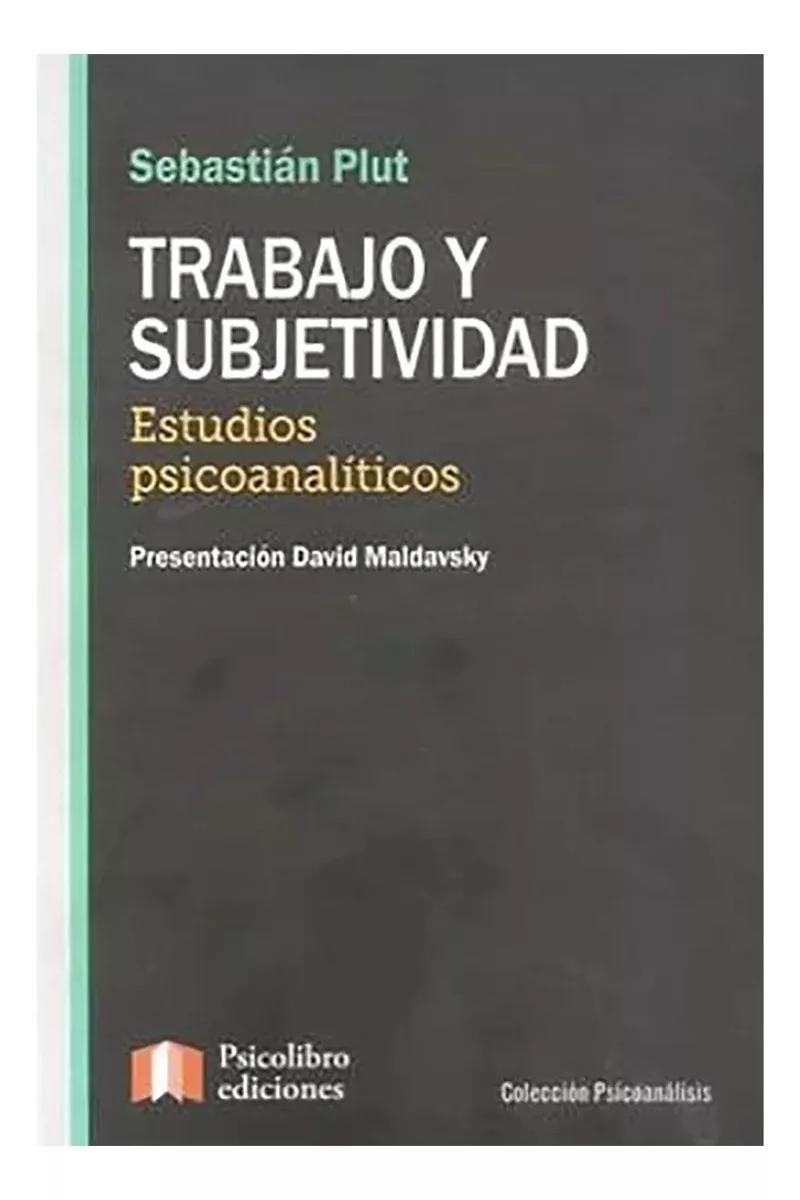 Sebastián Plut
TRABAJO Y
SUBJETIVIDAD
Estudios
psicoanalíticos
Presentación David Maldavsky
Psicolibro
ediciones
Colección Psicoanálisis